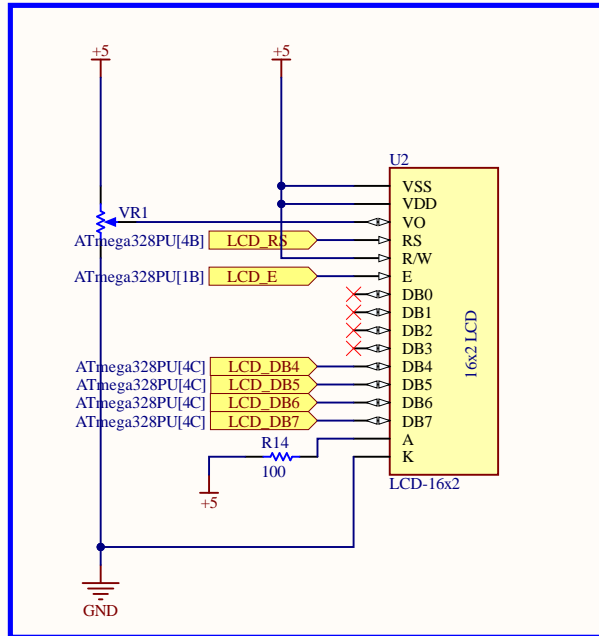 +5 +5
U2
VSS
VDD
VR1 VO
ATmega328PU[4B] LCD_RS RS
R/W
ATmega328PU[1B] LCD_E E
DB0
DB1
DB2
DB3
16x2 LCD
ATmega328PU[4C] LCD_DB4 DB4
ATmega328PU[4C] LCD_DB5 DB5
ATmega328PU[4C] LCD_DB6 DB6
ATmega328PU[4C] LCD_DB7 DB7
R14 A
100 K
LCD-16x2
+5
GND